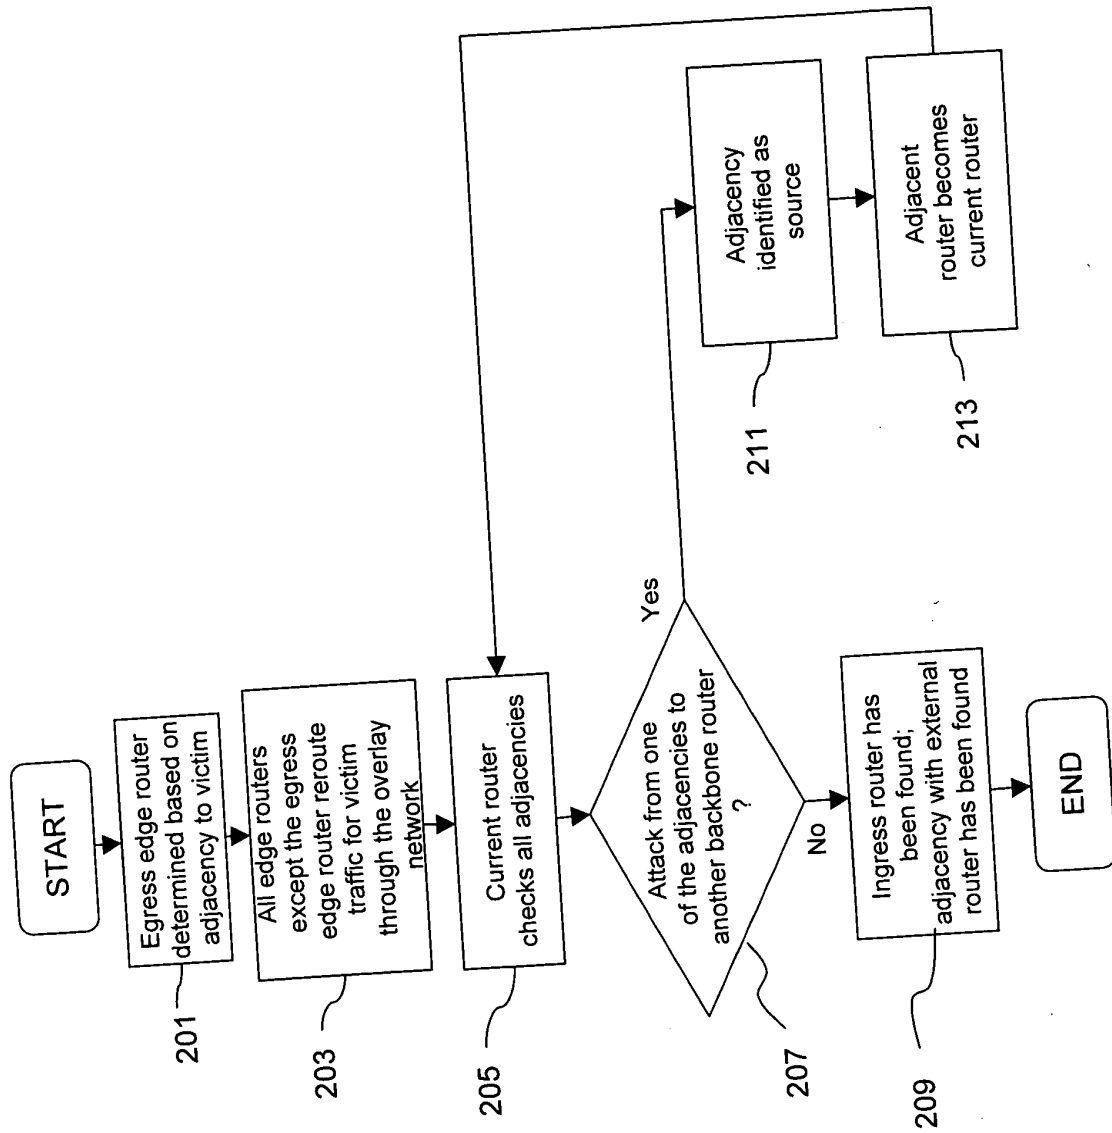 START
Egress edge router
determined based on
adjacency to victim
201
All edge routers
except the egress
edge router reroute
traffic for victim
through the overlay
network
203
Current router
checks all adjacencies
205
Attack from one
of the adjacencies to
another backbone router
?
207
Yes
No
Adjacency
identified as
source
211
Adjacent
router becomes
current router
213
Ingress router has
been found;
adjacency with external
router has been found
209
END